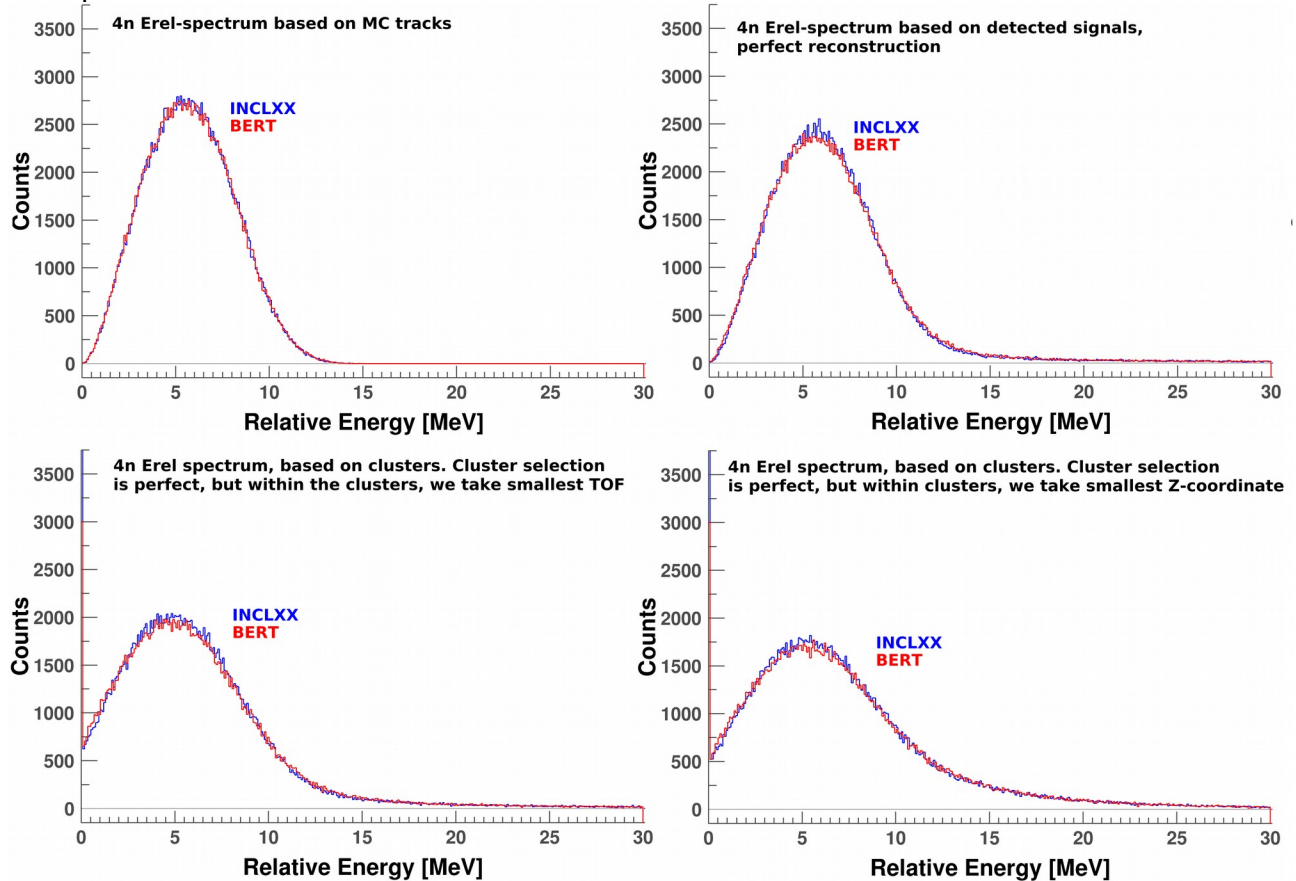 4n Erel-spectrum based on MC tracks
3500
3000
2500
2000
1500
1000
500
0
INCLXX
BERT
Counts
0 5 10 15 20 25 30
Relative Energy [MeV]
4n Erel-spectrum based on detected signals,
perfect reconstruction
3500
3000
2500
2000
1500
1000
500
0
INCLXX
BERT
Counts
0 5 10 15 20 25 30
Relative Energy [MeV]
4n Erel spectrum, based on clusters. Cluster selection
is perfect, but within the clusters, we take smallest TOF
3500
3000
2500
2000
1500
1000
500
0
INCLXX
BERT
Counts
0 5 10 15 20 25 30
Relative Energy [MeV]
4n Erel spectrum, based on clusters. Cluster selection
is perfect, but within clusters, we take smallest Z-coordinate
3500
3000
2500
2000
1500
1000
500
0
INCLXX
BERT
Counts
0 5 10 15 20 25 30
Relative Energy [MeV]